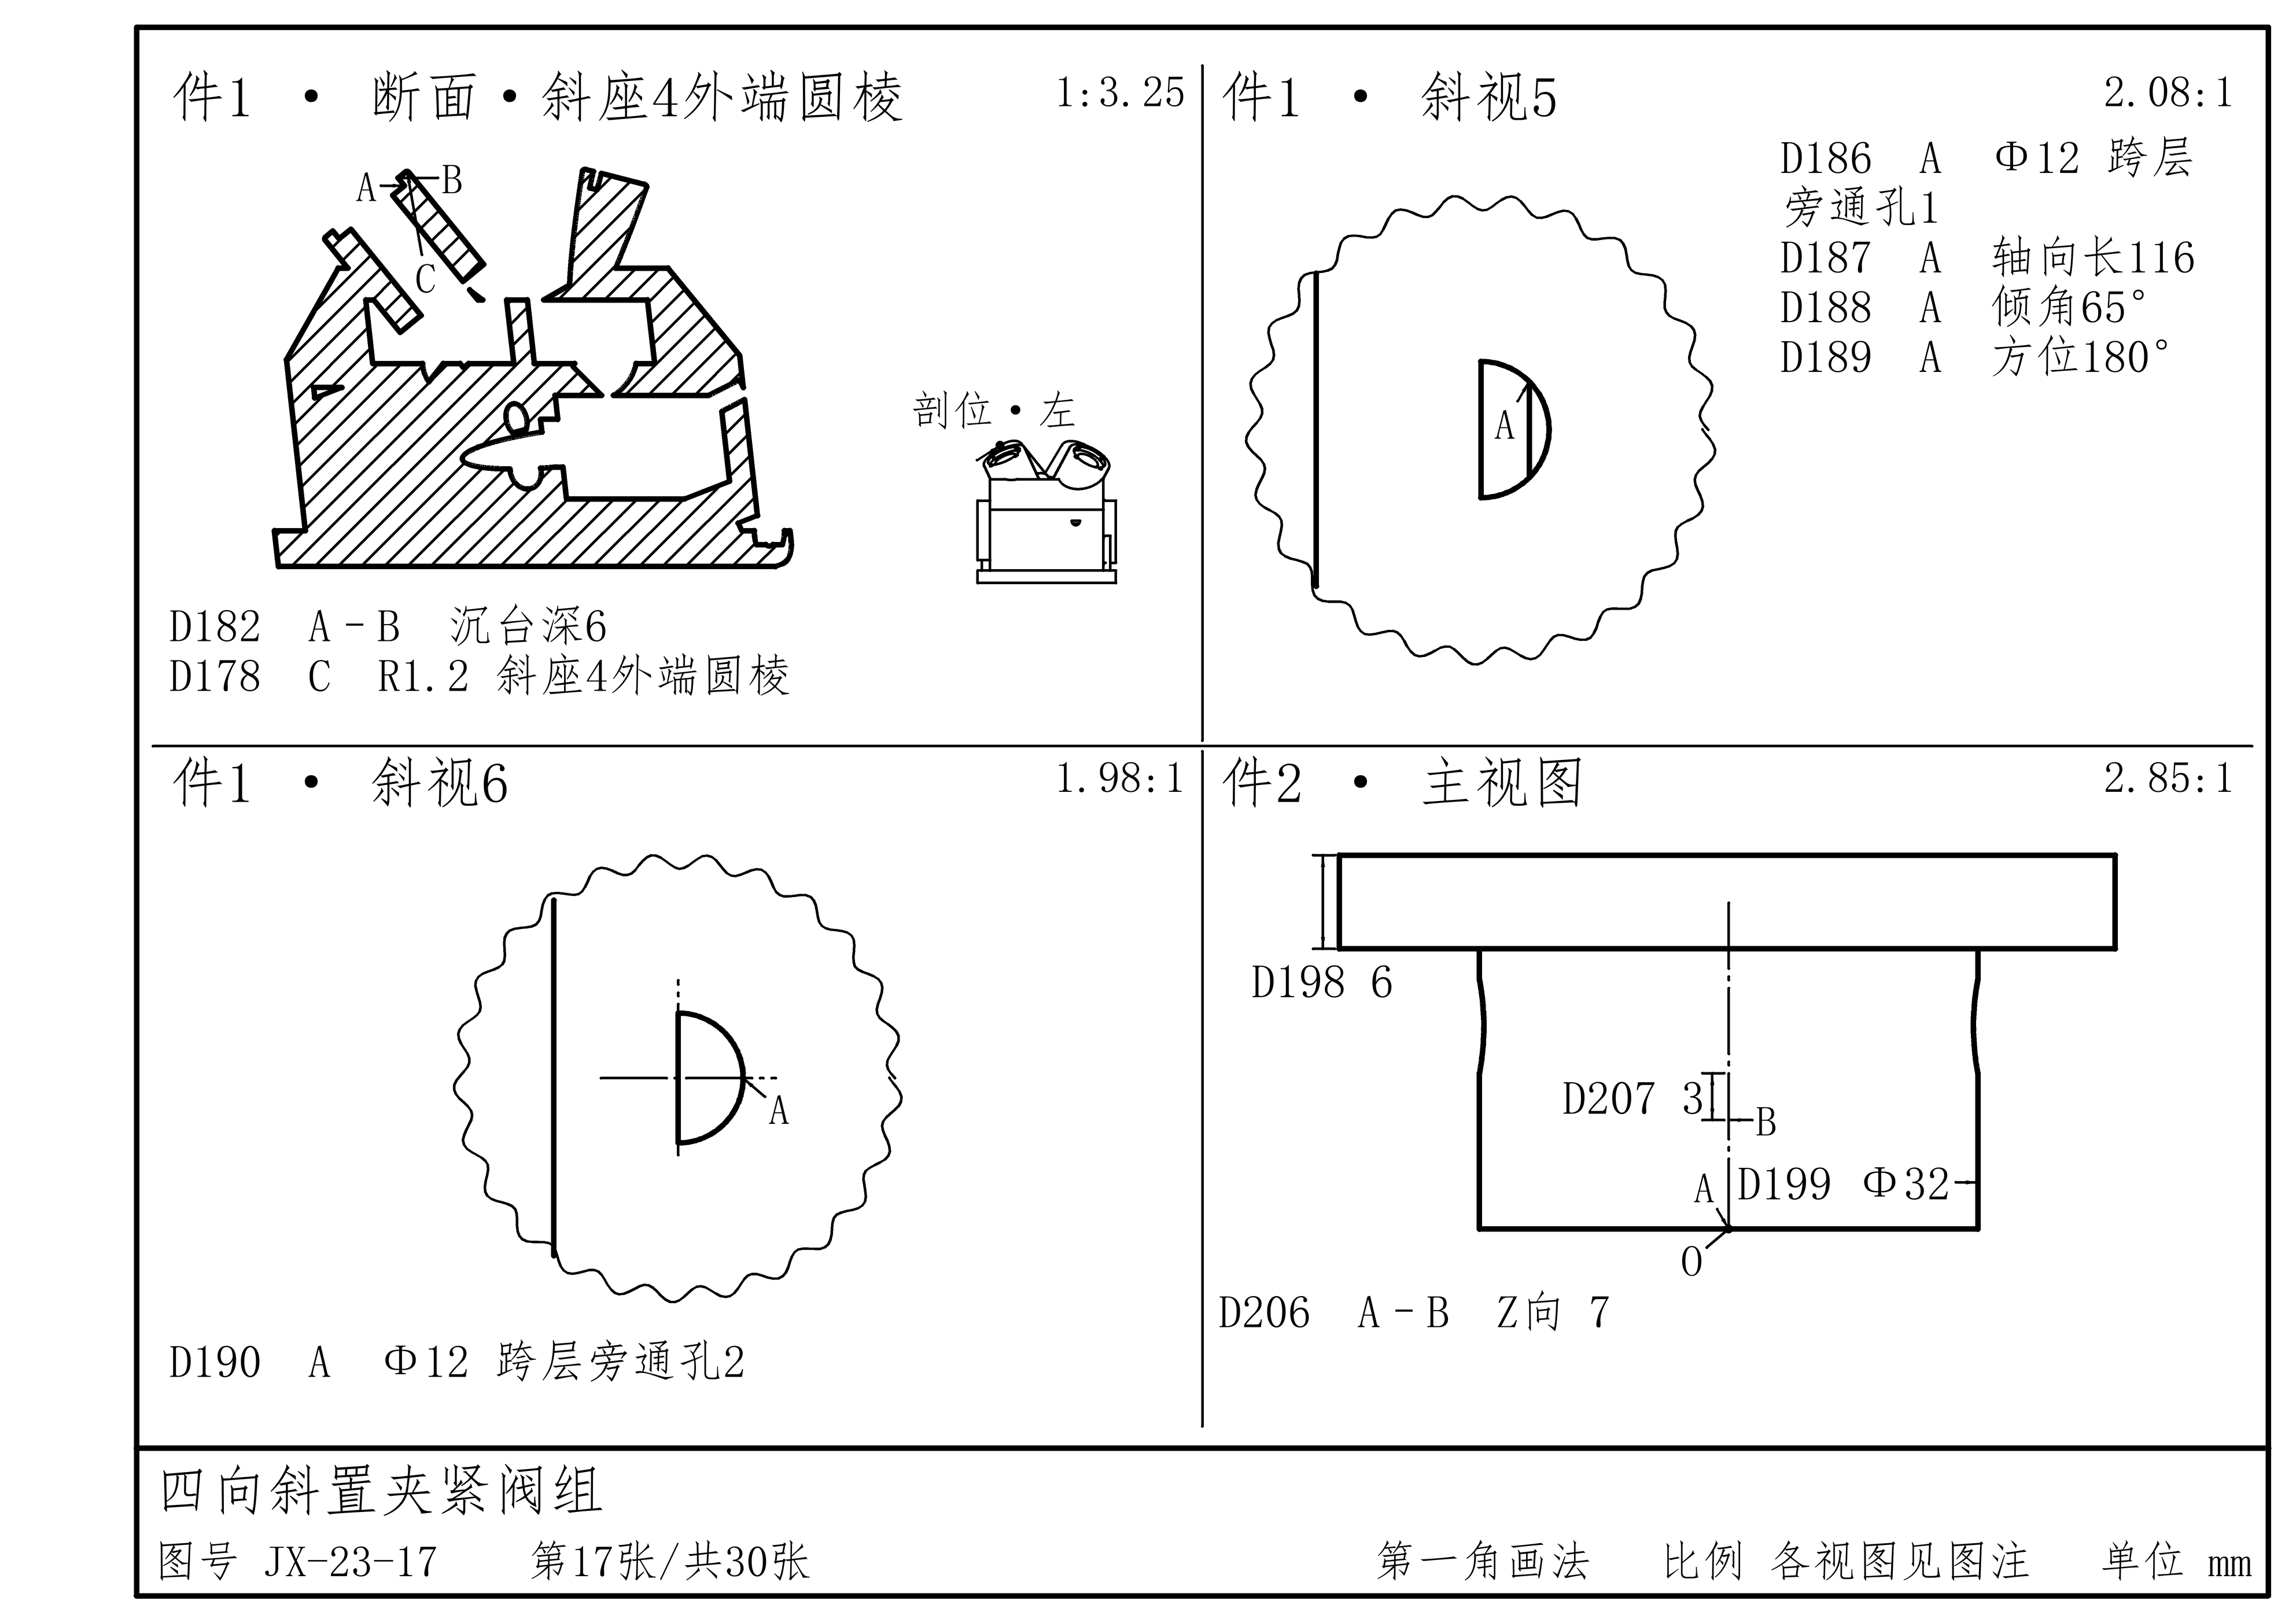 件1 · 断面·斜座4外端圆棱 1:3.25
A
B
C
剖位·左
D182 A-B 沉台深6
D178 C R1.2 斜座4外端圆棱
件1 · 斜视5 2.08:1
D186 A Φ12 跨层
旁通孔1
D187 A 轴向长116
D188 A 倾角65°
D189 A 方位180°
A
件1 · 斜视6 1.98:1
A
D190 A Φ12 跨层旁通孔2
件2 · 主视图 2.85:1
D198 6
D207 3
B
A
D199 Φ32
O
D206 A-B Z向 7
四向斜置夹紧阀组
图号 JX-23-17 第17张/共30张 第一角画法 比例 各视图见图注 单位 mm